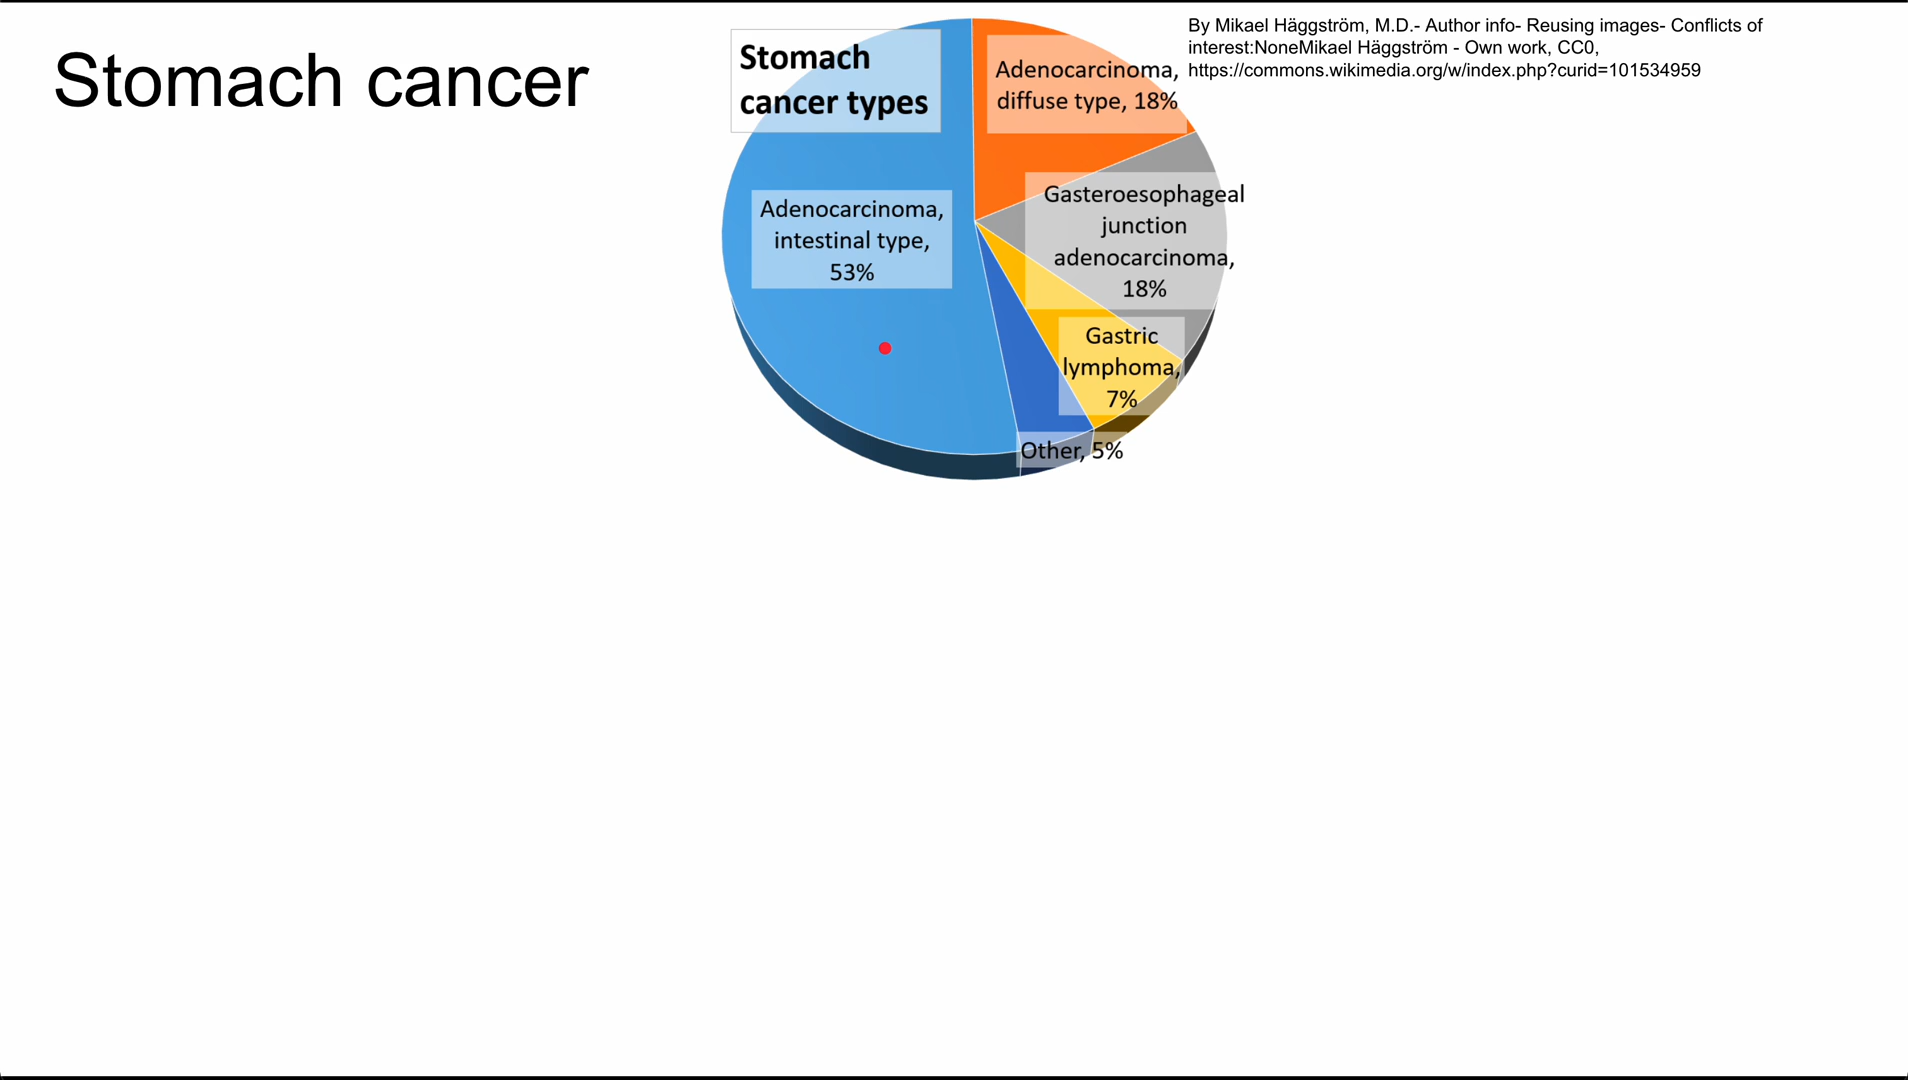 Stomach cancer
Stomach
cancer types
Adenocarcinoma,
diffuse type, 18%
By Mikael Häggström, M.D.- Author info- Reusing images- Conflicts of
interest:NoneMikael Häggström - Own work, CC0,
https://commons.wikimedia.org/w/index.php?curid=101534959
Adenocarcinoma,
intestinal type,
53%
Gasteroesophageal
junction
adenocarcinoma,
18%
Gastric
lymphoma,
7%
Other, 5%